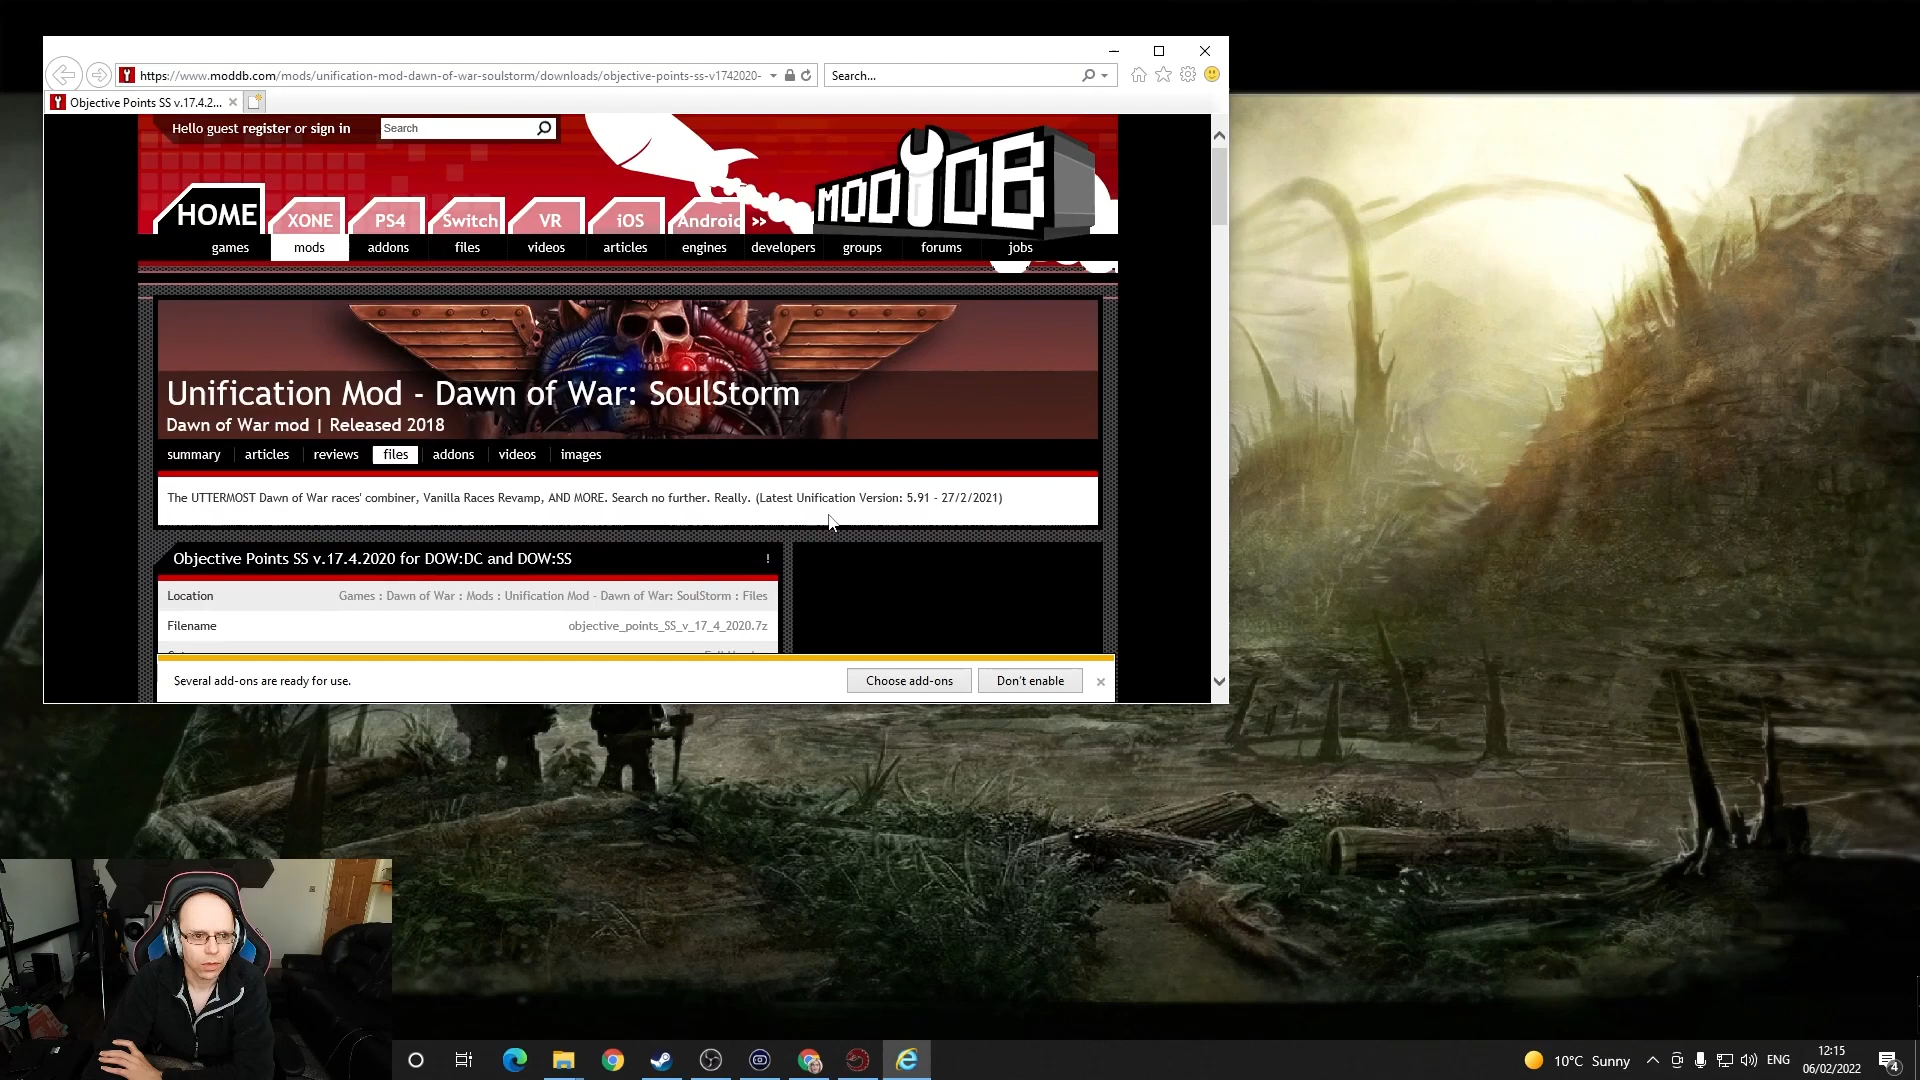 https://www.moddb.com/mods/unification-mod-dawn-of-war-soulstorm/downloads/objective-points-ss-v1742020-
Search...
Objective Points SS v.17.4.2...
Hello guest register or sign in
Search
MOD DB
HOME XONE PS4 Switch VR iOS Android >>
games mods addons files videos articles engines developers groups forums jobs
Unification Mod - Dawn of War: SoulStorm
Dawn of War mod | Released 2018
summary articles reviews files addons videos images
The UTTERMOST Dawn of War races' combiner, Vanilla Races Revamp, AND MORE. Search no further. Really. (Latest Unification Version: 5.91 - 27/2/2021)
Objective Points SS v.17.4.2020 for DOW:DC and DOW:SS !
Location Games : Dawn of War : Mods : Unification Mod - Dawn of War: SoulStorm : Files
Filename objective_points_SS_v_17_4_2020.7z
Several add-ons are ready for use. Choose add-ons Don't enable
10°C Sunny
ENG
12:15
06/02/2022
4